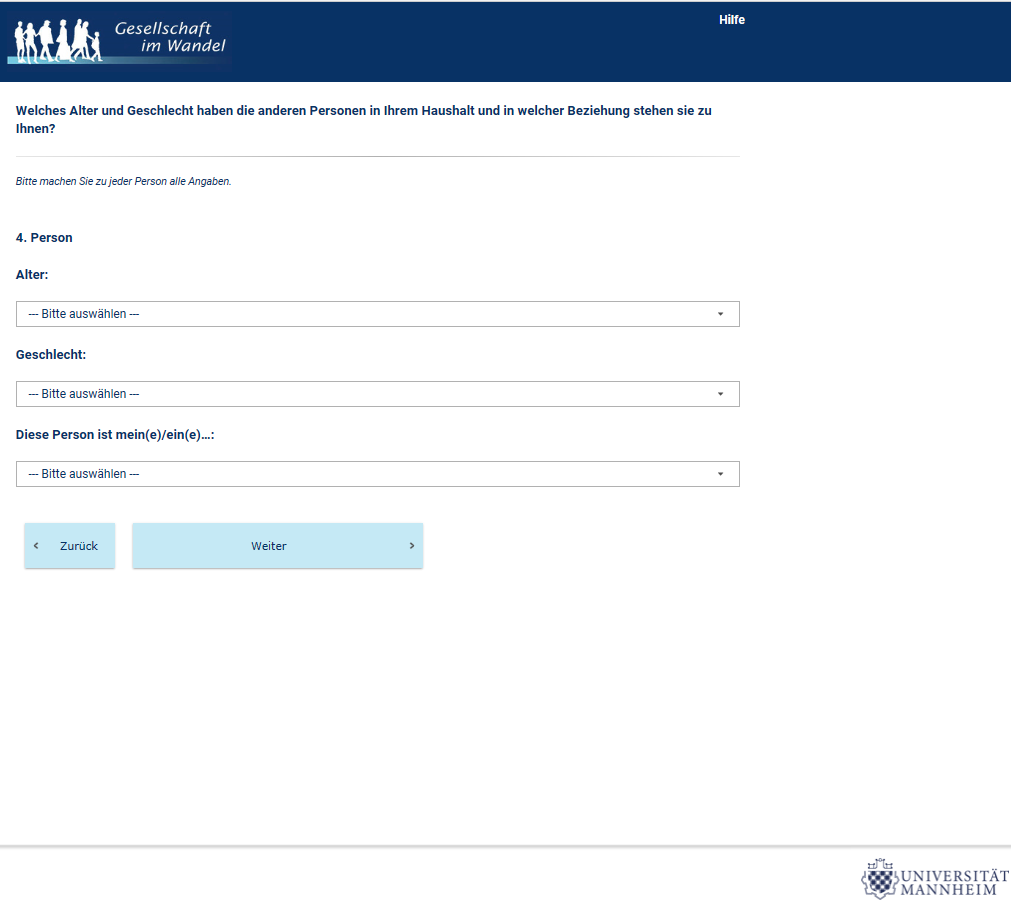 Gesellschaft
im Wandel
Hilfe
Welches Alter und Geschlecht haben die anderen Personen in Ihrem Haushalt und in welcher Beziehung stehen sie zu
Ihnen?
Bitte machen Sie zu jeder Person alle Angaben.
4. Person
Alter:
--- Bitte auswählen ---
Geschlecht:
--- Bitte auswählen ---
Diese Person ist mein(e)/ein(e)...:
--- Bitte auswählen ---
Zurück
Weiter
UNIVERSITÄT
MANNHEIM